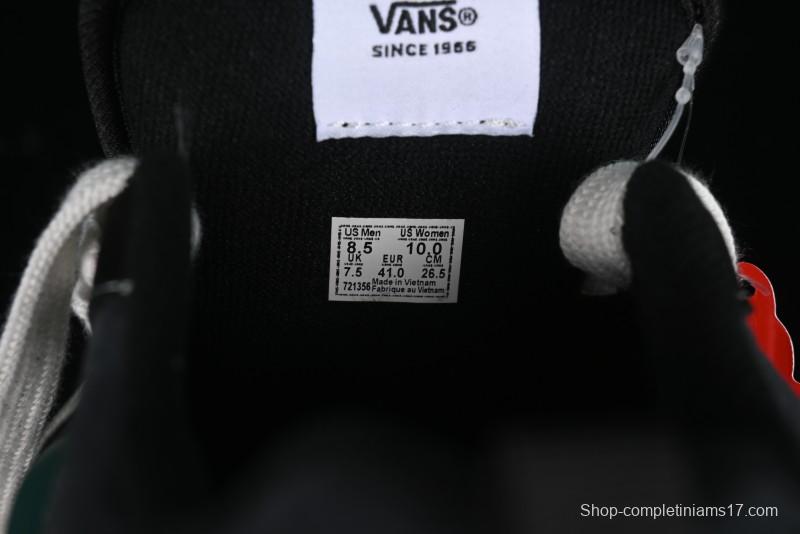 VANS®
SINCE 1966
US Men US Women
8.5 10.0
UK EUR CM
7.5 41.0 26.5
721356 Made in Vietnam
Fabrique au Vietnam
Shop-completiniams17.com